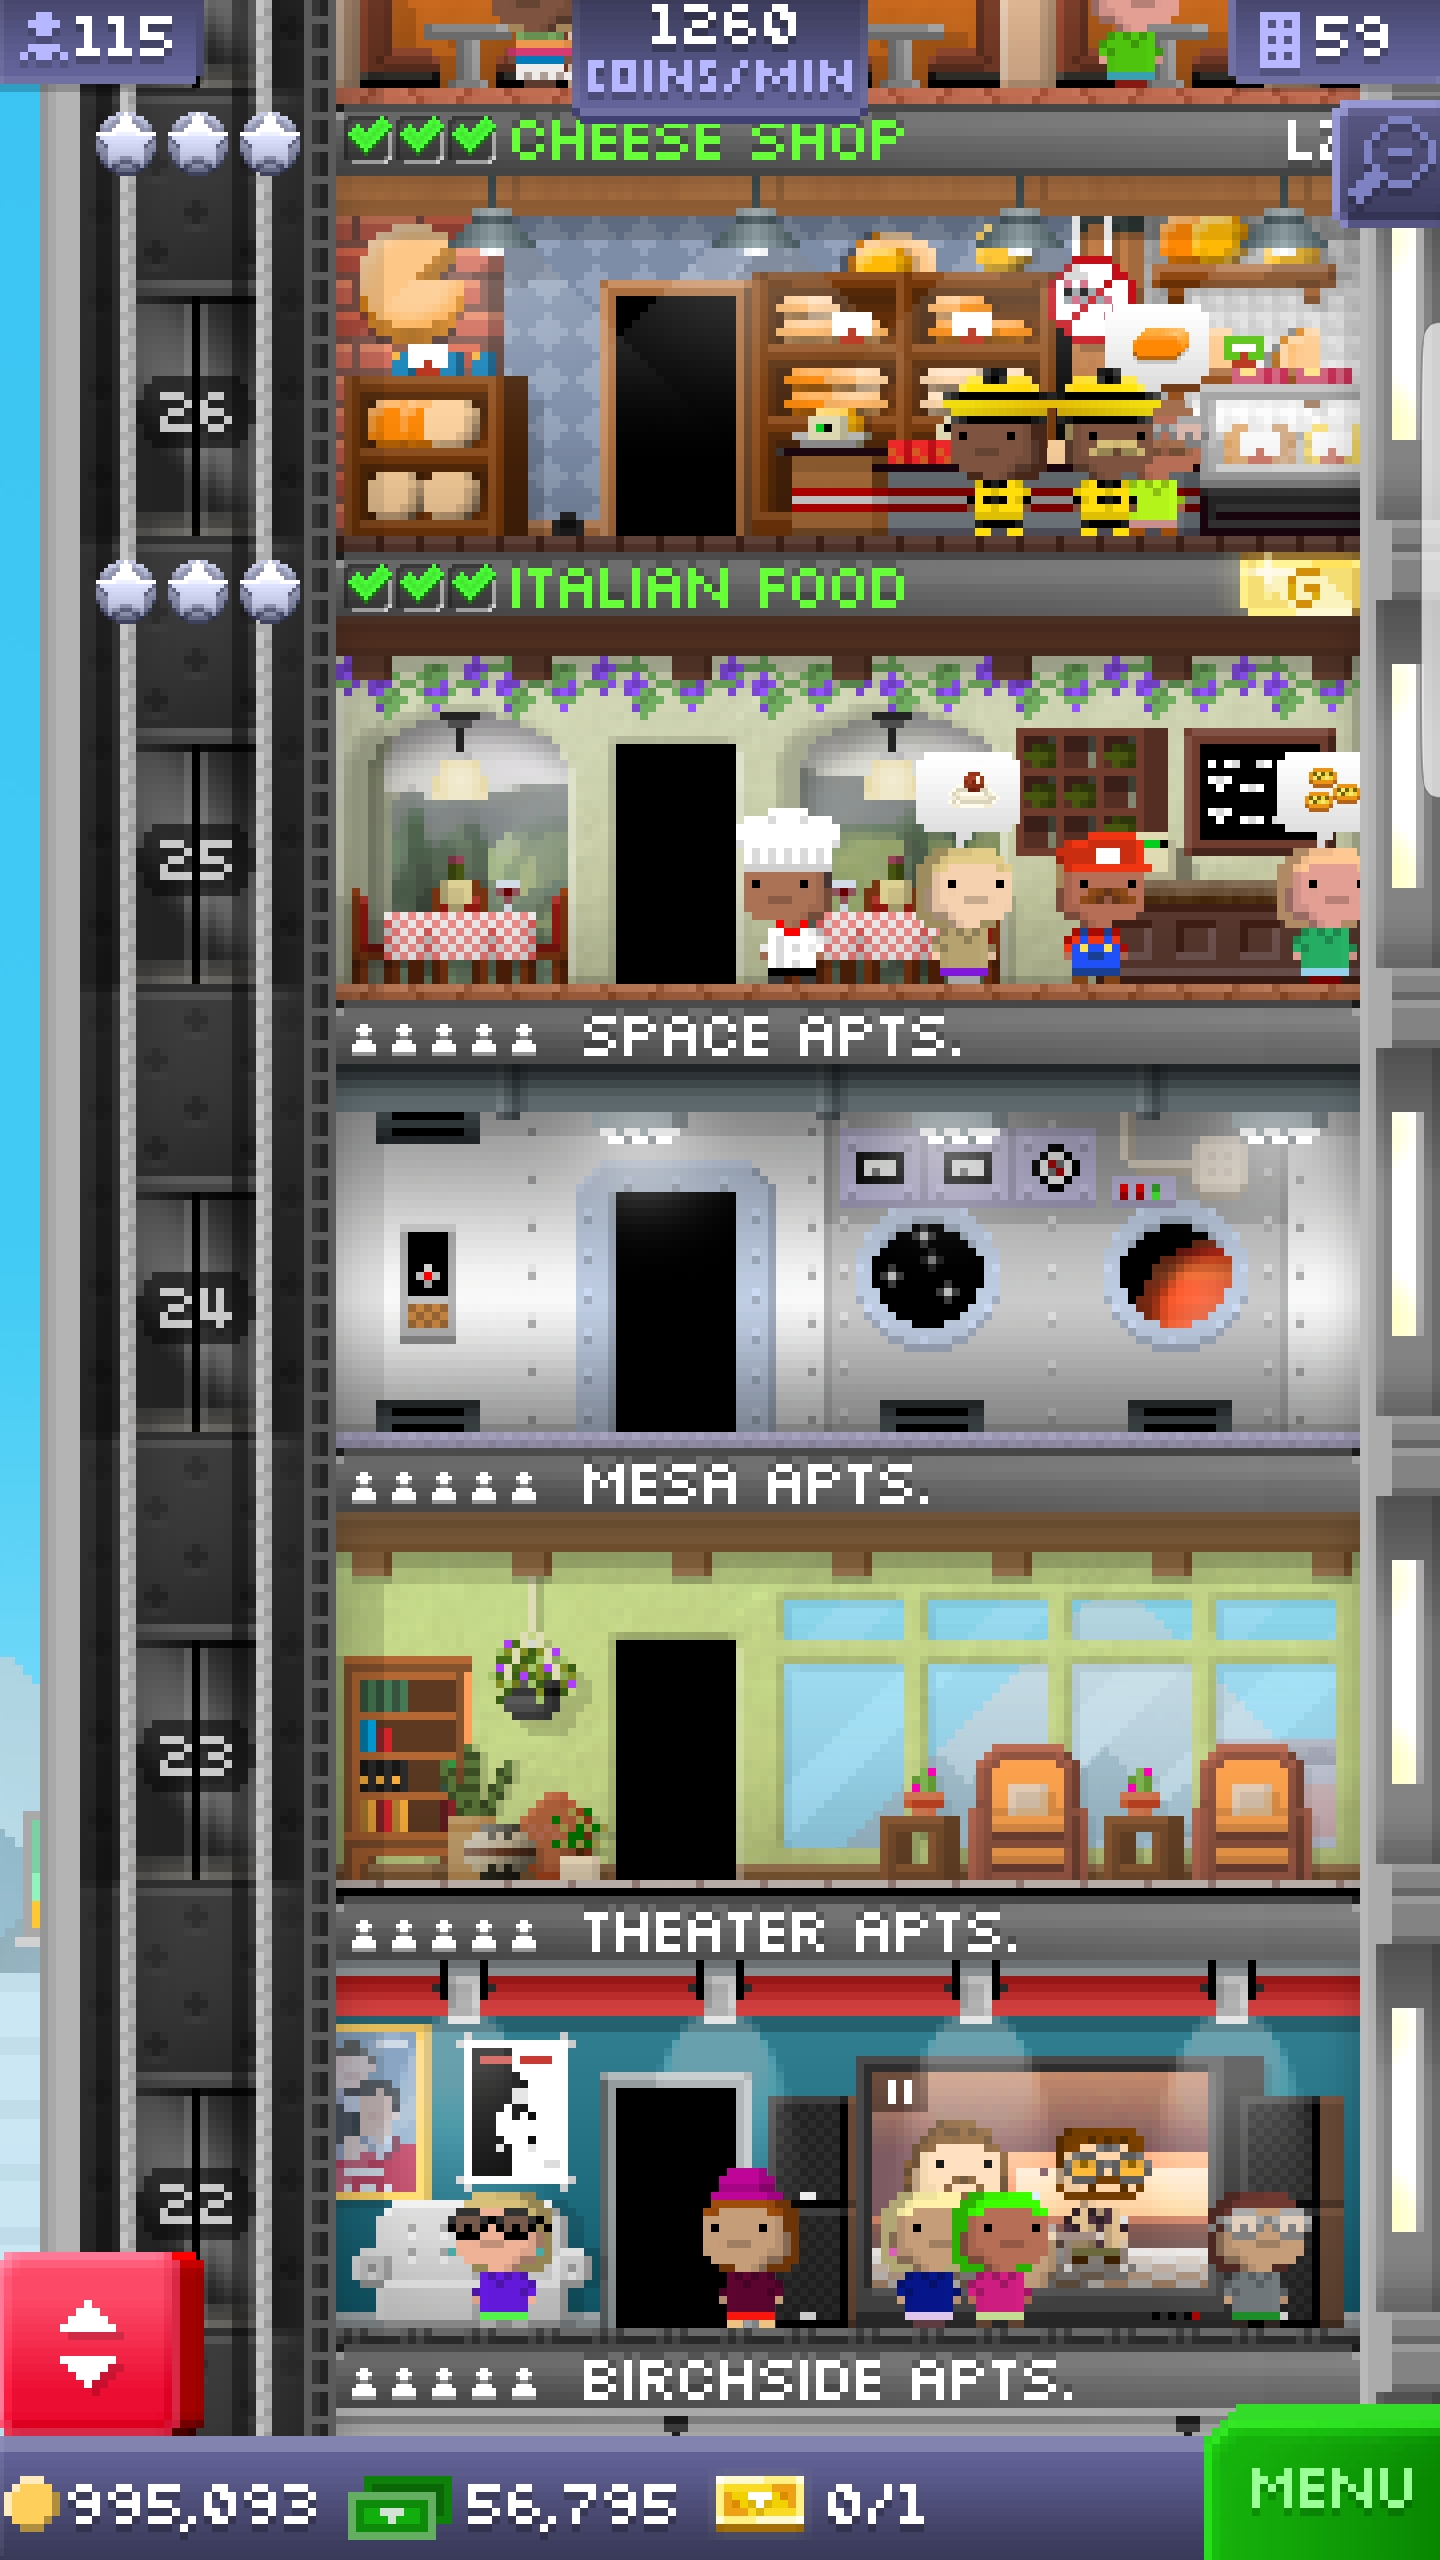 115
1260
COINS/MIN
59
CHEESE SHOP
26
ITALIAN FOOD
G
25
SPACE APTS.
24
MESA APTS.
23
THEATER APTS.
22
BIRCHSIDE APTS.
995,093
56,795
0/1
MENU